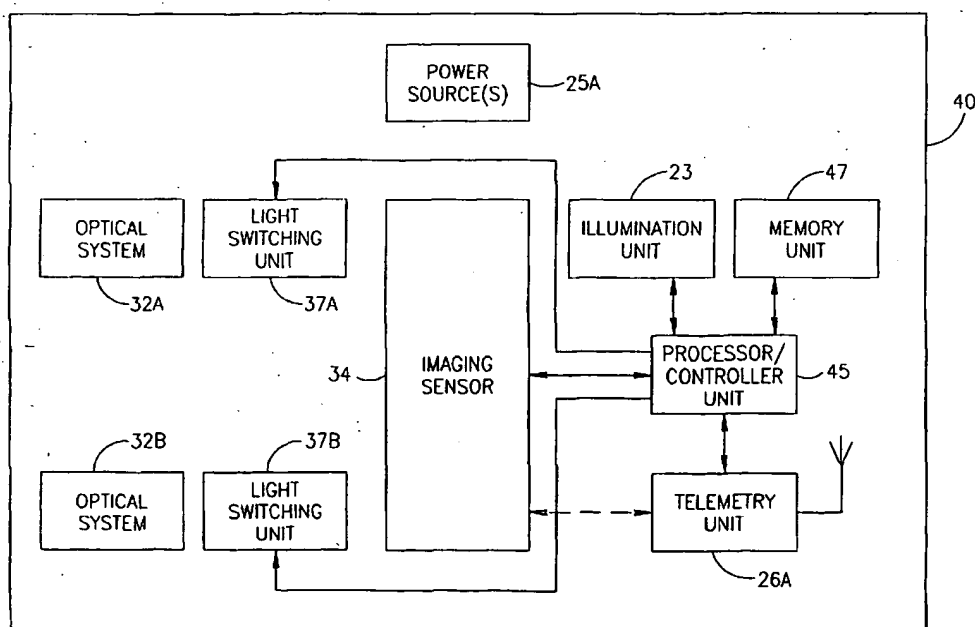 POWER
SOURCE(S)
25A
40
23
47
OPTICAL
SYSTEM
32A
LIGHT
SWITCHING
UNIT
37A
ILLUMINATION
UNIT
MEMORY
UNIT
34
IMAGING
SENSOR
PROCESSOR/
CONTROLLER
UNIT
45
32B
37B
OPTICAL
SYSTEM
LIGHT
SWITCHING
UNIT
TELEMETRY
UNIT
26A